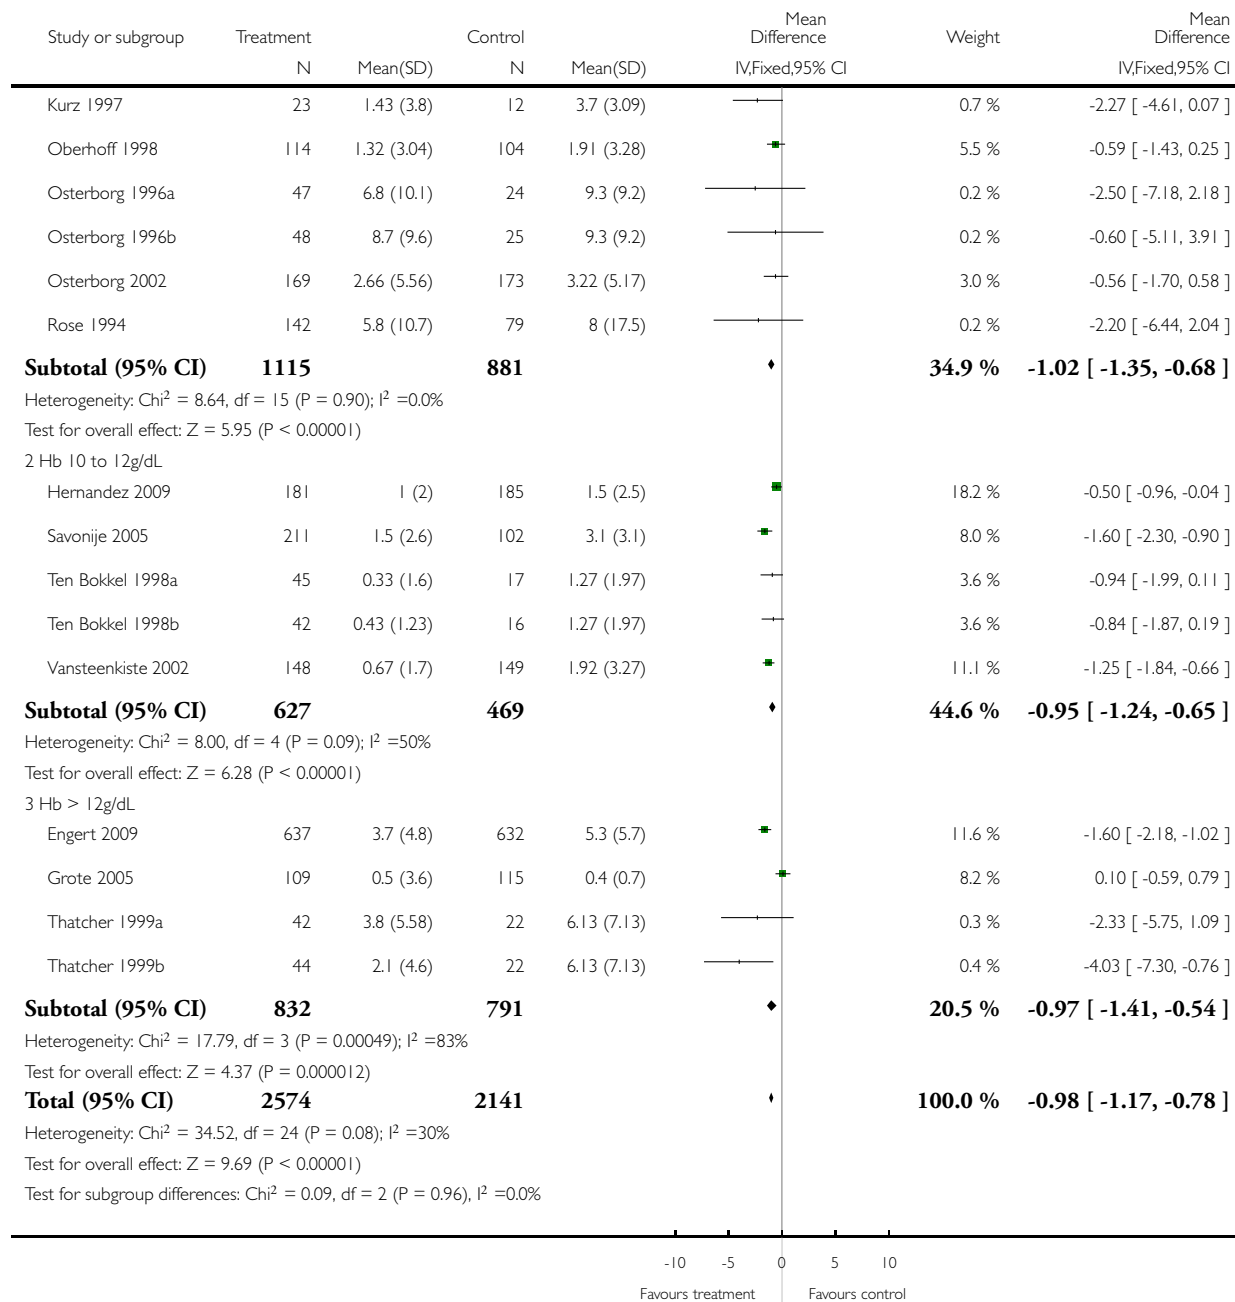 Study or subgroup Treatment Control Mean Difference Weight Mean Difference
N Mean(SD) N Mean(SD) IV,Fixed,95% CI IV,Fixed,95% CI
Kurz 1997 23 1.43 (3.8) 12 3.7 (3.09) 0.7 % -2.27 [ -4.61, 0.07 ]
Oberhoff 1998 114 1.32 (3.04) 104 1.91 (3.28) 5.5 % -0.59 [ -1.43, 0.25 ]
Osterborg 1996a 47 6.8 (10.1) 24 9.3 (9.2) 0.2 % -2.50 [ -7.18, 2.18 ]
Osterborg 1996b 48 8.7 (9.6) 25 9.3 (9.2) 0.2 % -0.60 [ -5.11, 3.91 ]
Osterborg 2002 169 2.66 (5.56) 173 3.22 (5.17) 3.0 % -0.56 [ -1.70, 0.58 ]
Rose 1994 142 5.8 (10.7) 79 8 (17.5) 0.2 % -2.20 [ -6.44, 2.04 ]
Subtotal (95% CI) 1115 881 34.9 % -1.02 [ -1.35, -0.68 ]
Heterogeneity: Chi² = 8.64, df = 15 (P = 0.90); I² =0.0%
Test for overall effect: Z = 5.95 (P < 0.00001)
2 Hb 10 to 12g/dL
Hernandez 2009 181 1 (2) 185 1.5 (2.5) 18.2 % -0.50 [ -0.96, -0.04 ]
Savonije 2005 211 1.5 (2.6) 102 3.1 (3.1) 8.0 % -1.60 [ -2.30, -0.90 ]
Ten Bokkel 1998a 45 0.33 (1.6) 17 1.27 (1.97) 3.6 % -0.94 [ -1.99, 0.11 ]
Ten Bokkel 1998b 42 0.43 (1.23) 16 1.27 (1.97) 3.6 % -0.84 [ -1.87, 0.19 ]
Vansteenkiste 2002 148 0.67 (1.7) 149 1.92 (3.27) 11.1 % -1.25 [ -1.84, -0.66 ]
Subtotal (95% CI) 627 469 44.6 % -0.95 [ -1.24, -0.65 ]
Heterogeneity: Chi² = 8.00, df = 4 (P = 0.09); I² =50%
Test for overall effect: Z = 6.28 (P < 0.00001)
3 Hb > 12g/dL
Engert 2009 637 3.7 (4.8) 632 5.3 (5.7) 11.6 % -1.60 [ -2.18, -1.02 ]
Grote 2005 109 0.5 (3.6) 115 0.4 (0.7) 8.2 % 0.10 [ -0.59, 0.79 ]
Thatcher 1999a 42 3.8 (5.58) 22 6.13 (7.13) 0.3 % -2.33 [ -5.75, 1.09 ]
Thatcher 1999b 44 2.1 (4.6) 22 6.13 (7.13) 0.4 % -4.03 [ -7.30, -0.76 ]
Subtotal (95% CI) 832 791 20.5 % -0.97 [ -1.41, -0.54 ]
Heterogeneity: Chi² = 17.79, df = 3 (P = 0.00049); I² =83%
Test for overall effect: Z = 4.37 (P = 0.000012)
Total (95% CI) 2574 2141 100.0 % -0.98 [ -1.17, -0.78 ]
Heterogeneity: Chi² = 34.52, df = 24 (P = 0.08); I² =30%
Test for overall effect: Z = 9.69 (P < 0.00001)
Test for subgroup differences: Chi² = 0.09, df = 2 (P = 0.96), I² =0.0%
-10 -5 0 5 10
Favours treatment Favours control